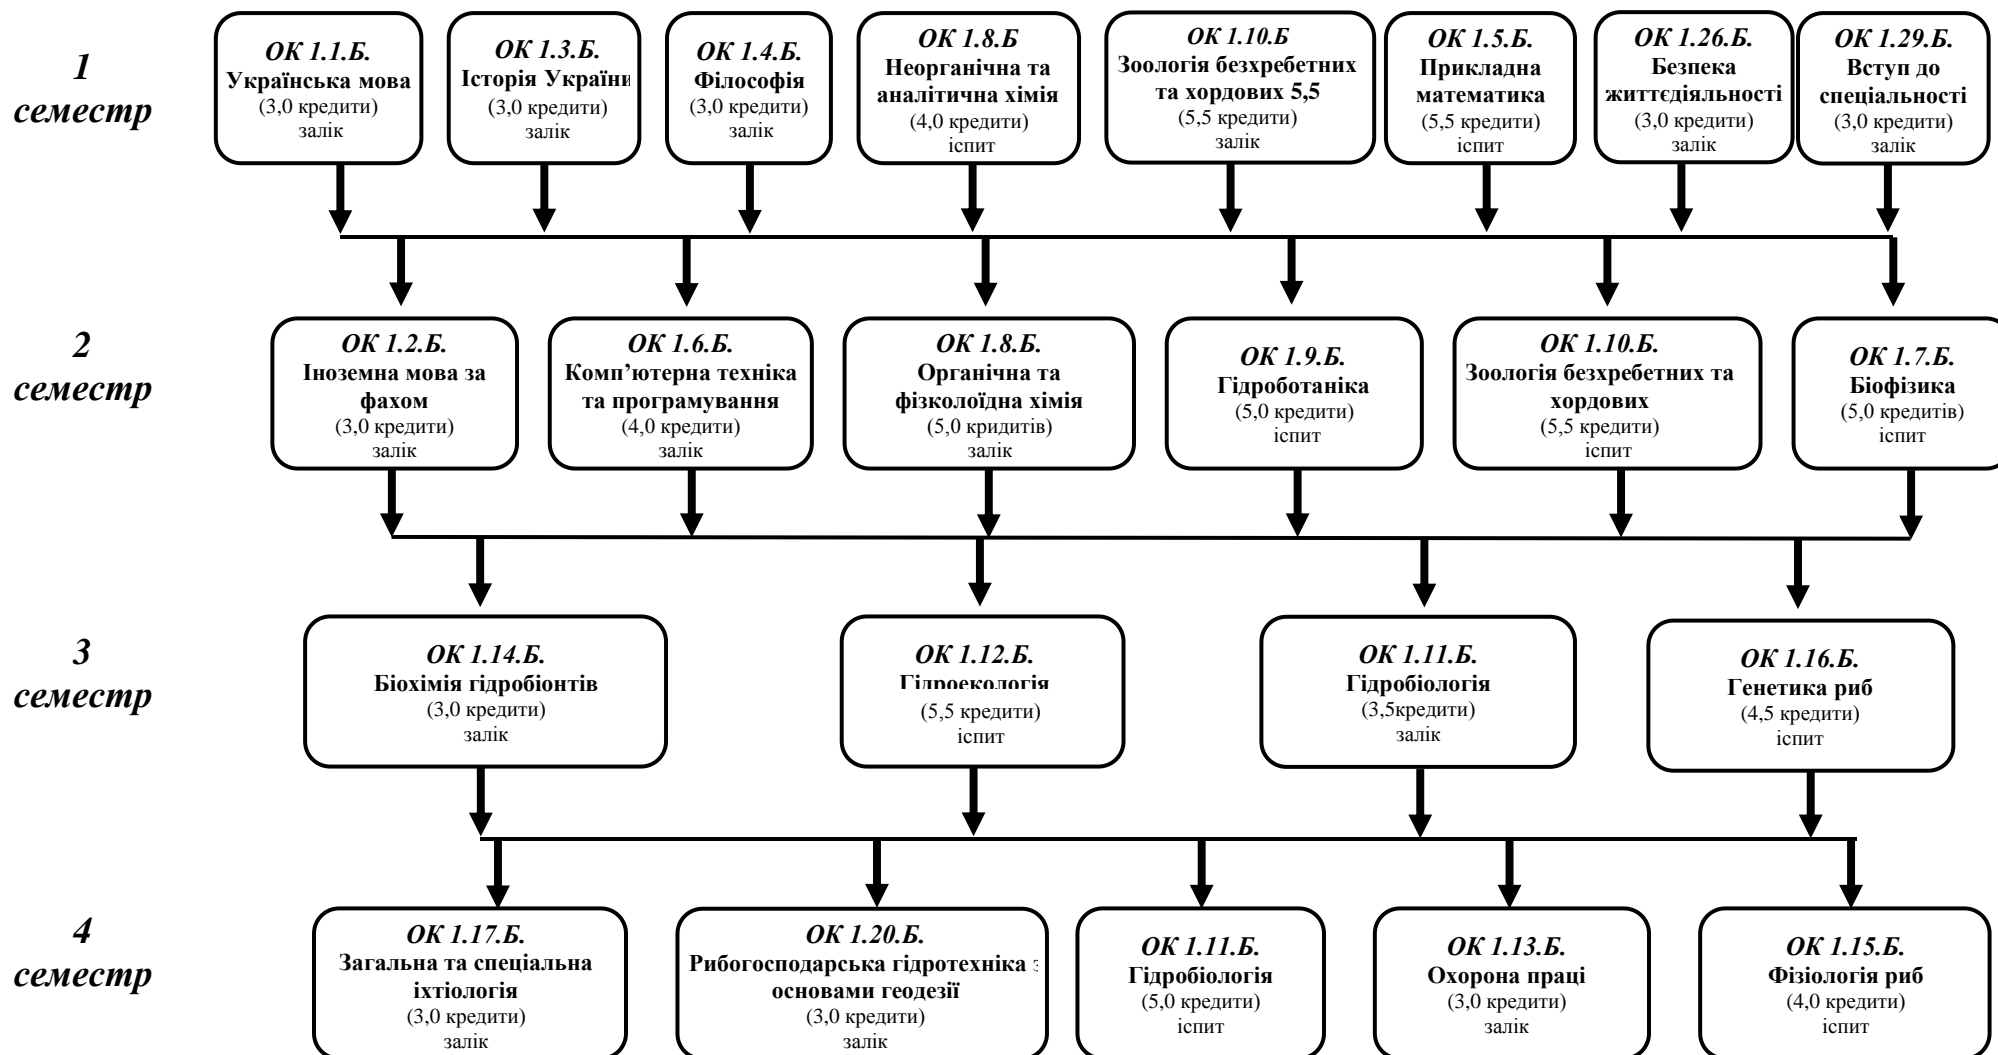 1
семестр
ОК 1.1.Б.
Українська мова
(3,0 кредити)
залік
ОК 1.3.Б.
Історія України
(3,0 кредити)
залік
ОК 1.4.Б.
Філософія
(3,0 кредити)
залік
ОК 1.8.Б
Неорганічна та
аналітична хімія
(4,0 кредити)
іспит
ОК 1.10.Б
Зоологія безхребетних
та хордових 5,5
(5,5 кредити)
залік
ОК 1.5.Б.
Прикладна
математика
(5,5 кредити)
іспит
ОК 1.26.Б.
Безпека
життєдіяльності
(3,0 кредити)
залік
ОК 1.29.Б.
Вступ до
спеціальності
(3,0 кредити)
залік
2
семестр
ОК 1.2.Б.
Іноземна мова за
фахом
(3,0 кредити)
залік
ОК 1.6.Б.
Комп’ютерна техніка
та програмування
(4,0 кредити)
залік
ОК 1.8.Б.
Органічна та
фізколоїдна хімія
(5,0 кридитів)
залік
ОК 1.9.Б.
Гідроботаніка
(5,0 кредити)
іспит
ОК 1.10.Б.
Зоологія безхребетних та
хордових
(5,5 кредити)
іспит
ОК 1.7.Б.
Біофізика
(5,0 кредитів)
іспит
3
семестр
ОК 1.14.Б.
Біохімія гідробіонтів
(3,0 кредити)
залік
ОК 1.12.Б.
Гідроекологія
(5,5 кредити)
іспит
ОК 1.11.Б.
Гідробіологія
(3,5кредити)
залік
ОК 1.16.Б.
Генетика риб
(4,5 кредити)
іспит
4
семестр
ОК 1.17.Б.
Загальна та спеціальна
іхтіологія
(3,0 кредити)
залік
ОК 1.20.Б.
Рибогосподарська гідротехніка з
основами геодезії
(3,0 кредити)
залік
ОК 1.11.Б.
Гідробіологія
(5,0 кредити)
іспит
ОК 1.13.Б.
Охорона праці
(3,0 кредити)
залік
ОК 1.15.Б.
Фізіологія риб
(4,0 кредити)
іспит